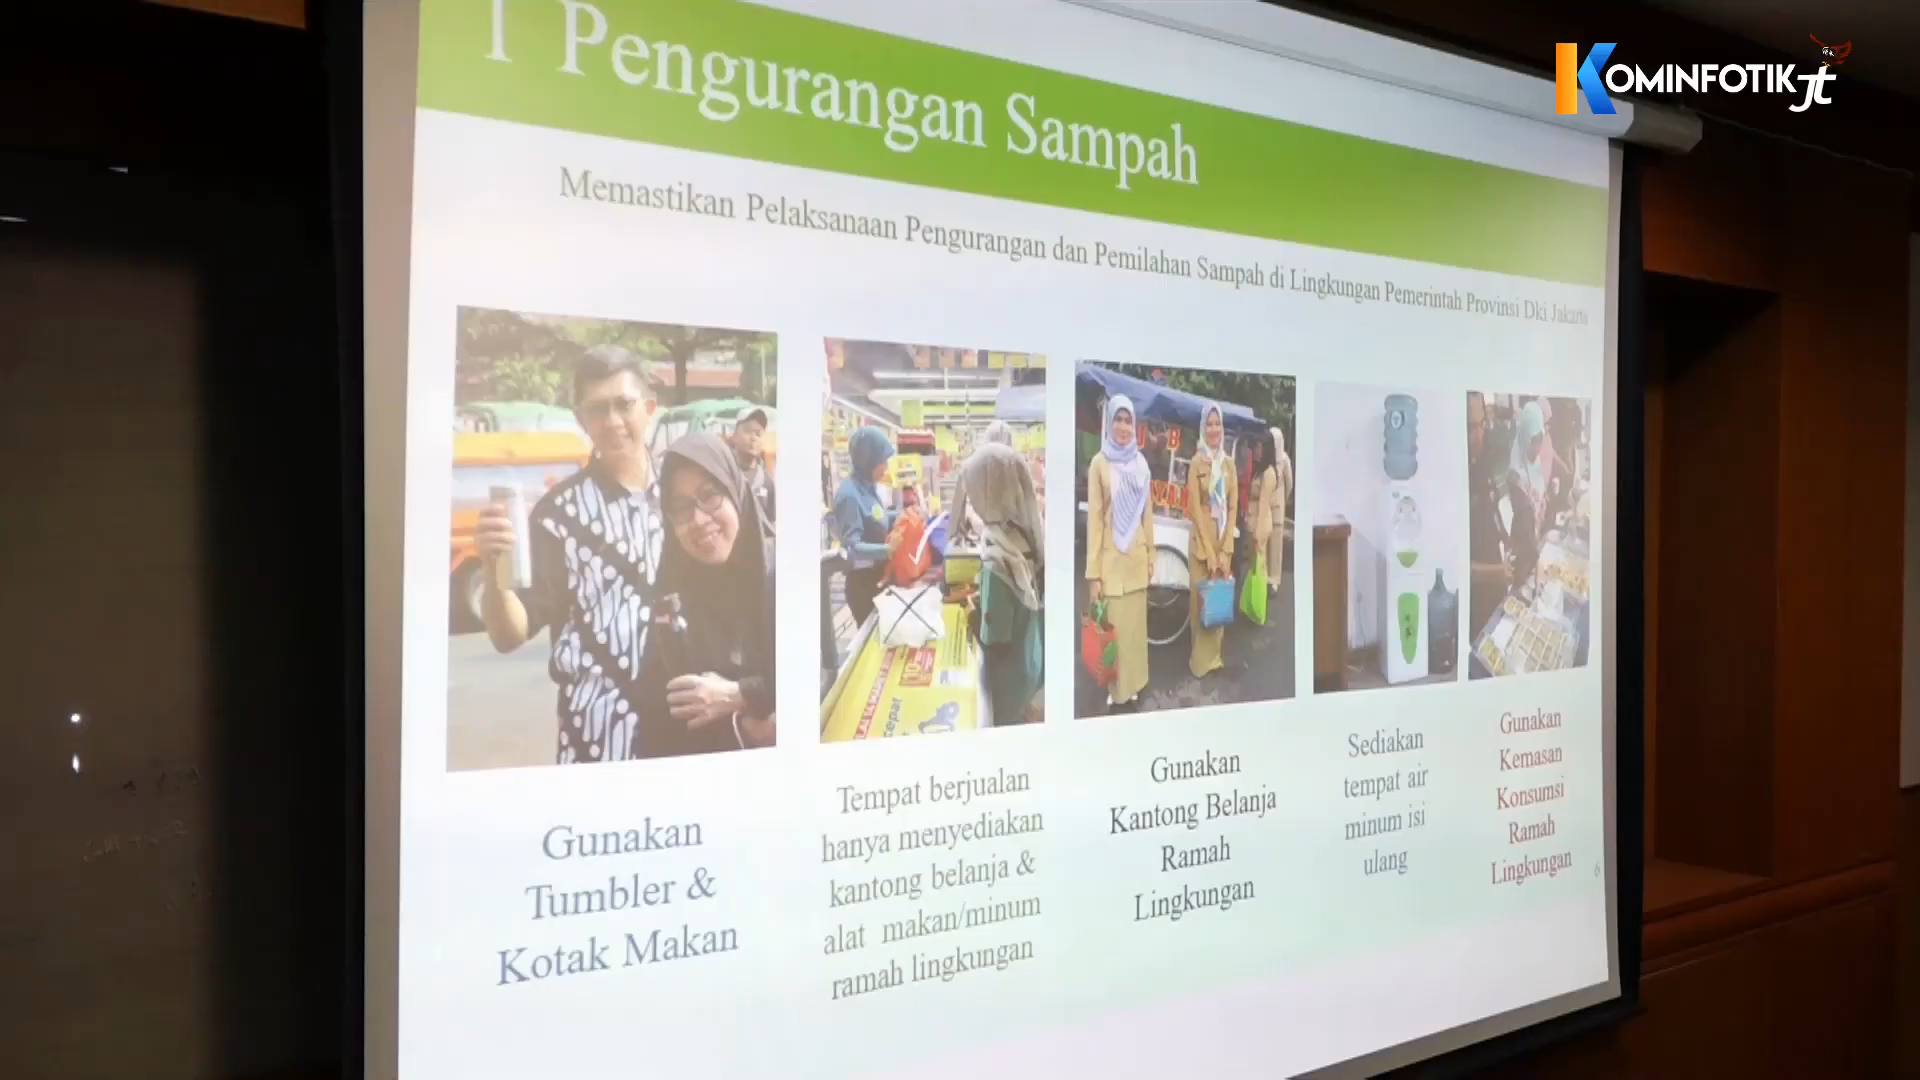 KOMINFOTIK JT
1 Pengurangan Sampah
Memastikan Pelaksanaan Pengurangan dan Pemilahan Sampah di Lingkungan Pemerintah Provinsi Dki Jakarta
Gunakan
Tumbler &
Kotak Makan
Tempat berjualan
hanya menyediakan
kantong belanja &
alat makan/minum
ramah lingkungan
Gunakan
Kantong Belanja
Ramah
Lingkungan
Sediakan
tempat air
minum isi
ulang
Gunakan
Kemasan
Konsumsi
Ramah
Lingkungan
6